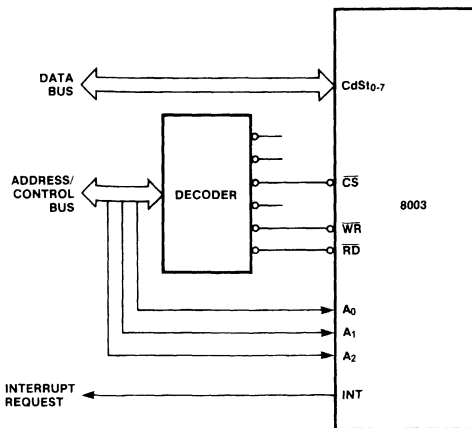 DATA
BUS
CdSt0-7
ADDRESS/
CONTROL
BUS
DECODER
CS
8003
WR
RD
A0
A1
A2
INTERRUPT
REQUEST
INT